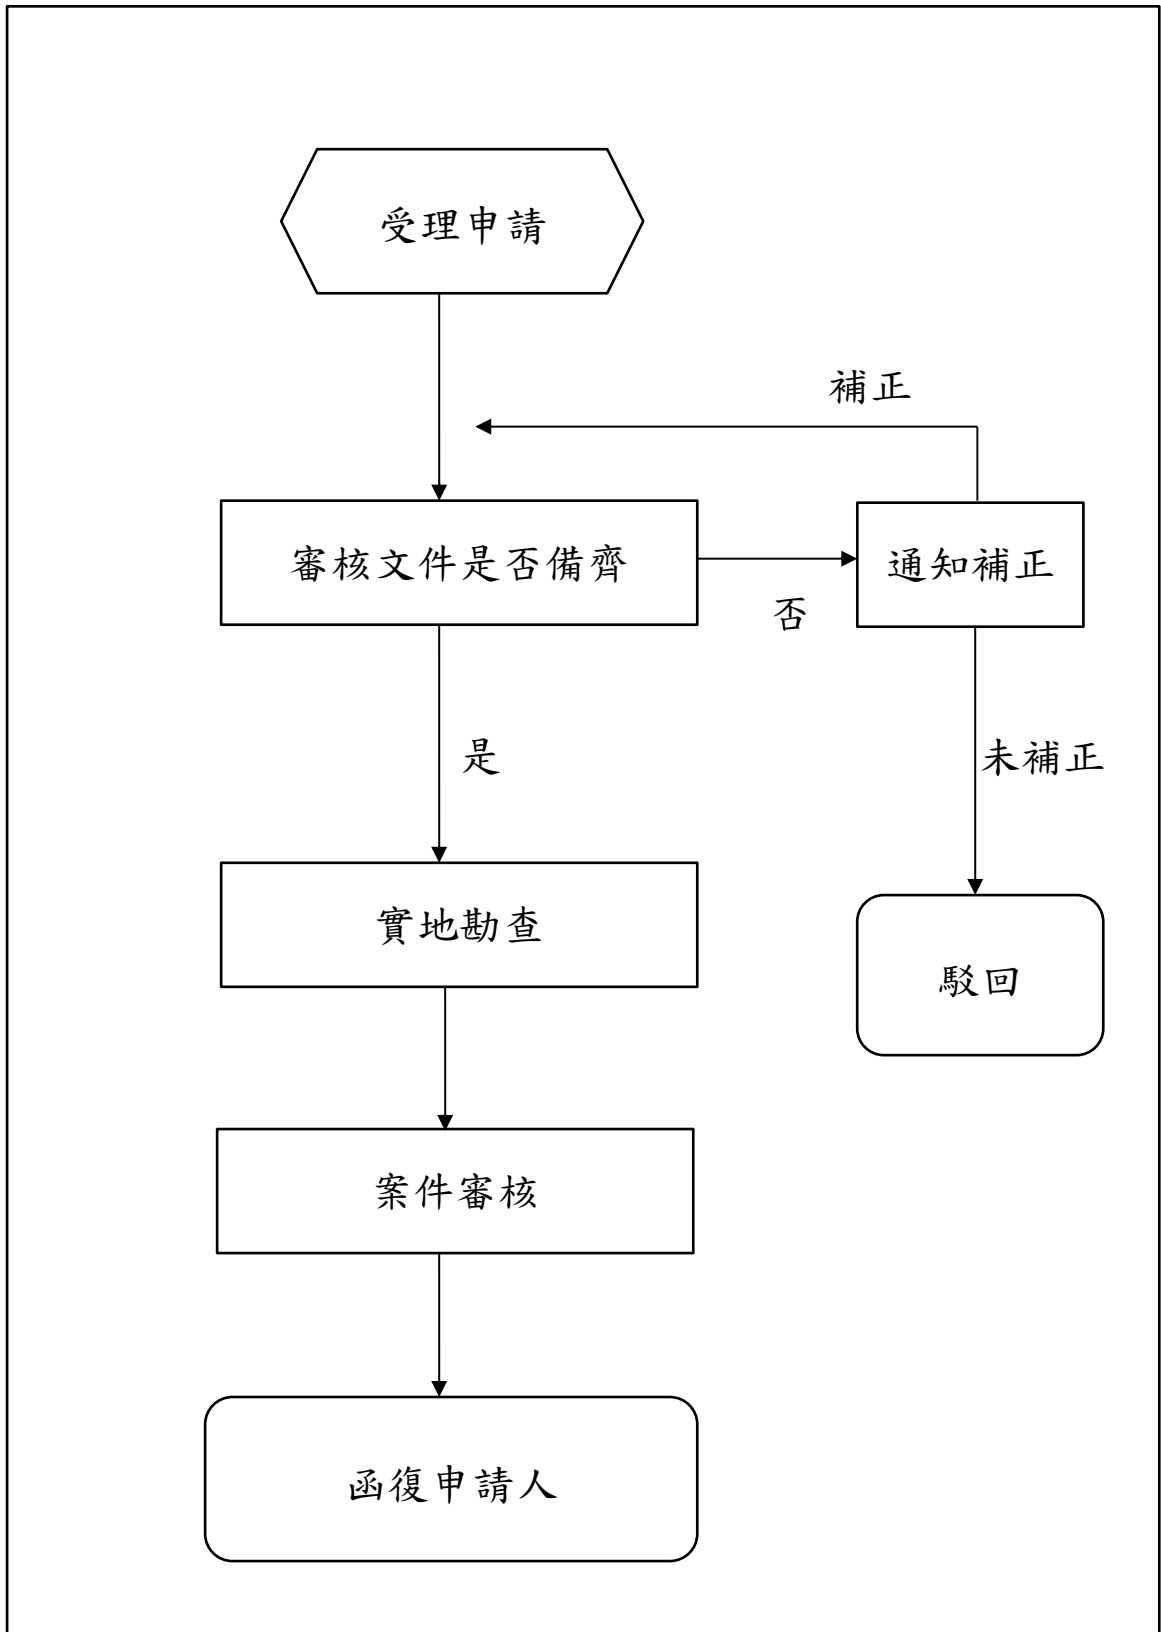 受理申請
補正
審核文件是否備齊
通知補正
否
是
未補正
實地勘查
駁回
案件審核
函復申請人